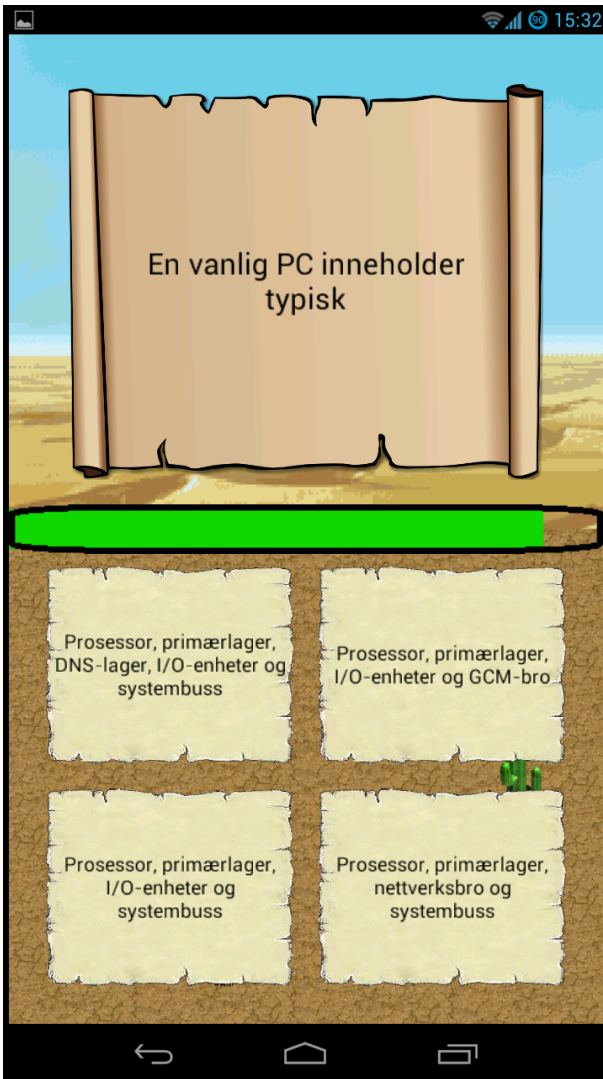 90 15:32
En vanlig PC inneholder
typisk
Prosessor, primærlager,
DNS-lager, I/O-enheter og
systembuss
Prosessor, primærlager,
I/O-enheter og GCM-bro
Prosessor, primærlager,
I/O-enheter og
systembuss
Prosessor, primærlager,
nettverksbro og
systembuss